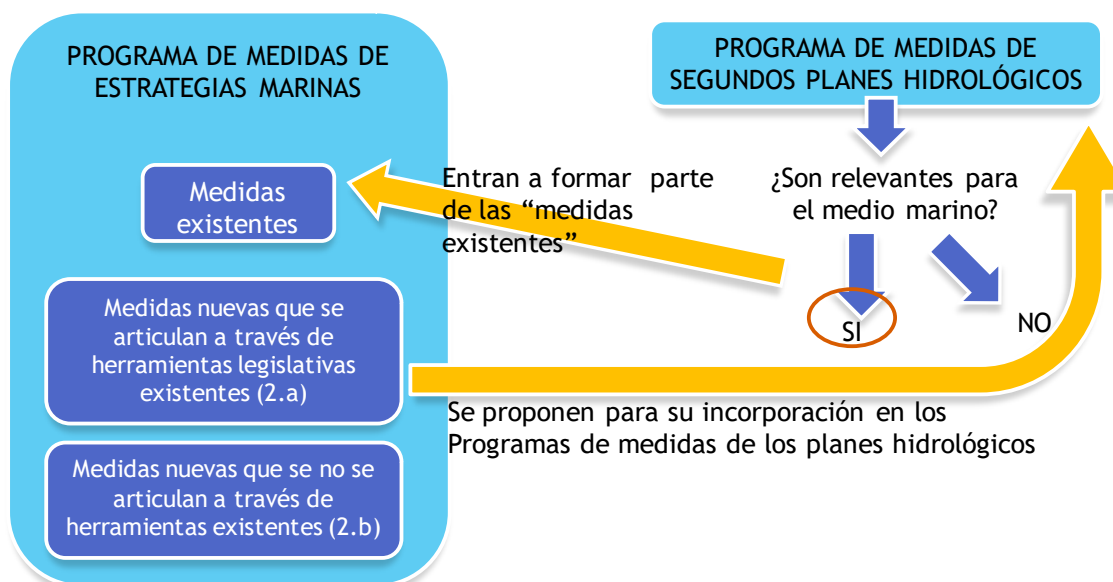 PROGRAMA DE MEDIDAS DE
ESTRATEGIAS MARINAS
Medidas
existentes
Medidas nuevas que se
articulan a través de
herramientas legislativas
existentes (2.a)
Medidas nuevas que se no se
articulan a través de
herramientas existentes (2.b)
PROGRAMA DE MEDIDAS DE
SEGUNDOS PLANES HIDROLÓGICOS
¿Son relevantes para
el medio marino?
SI
NO
Entran a formar parte
de las “medidas
existentes”
Se proponen para su incorporación en los
Programas de medidas de los planes hidrológicos